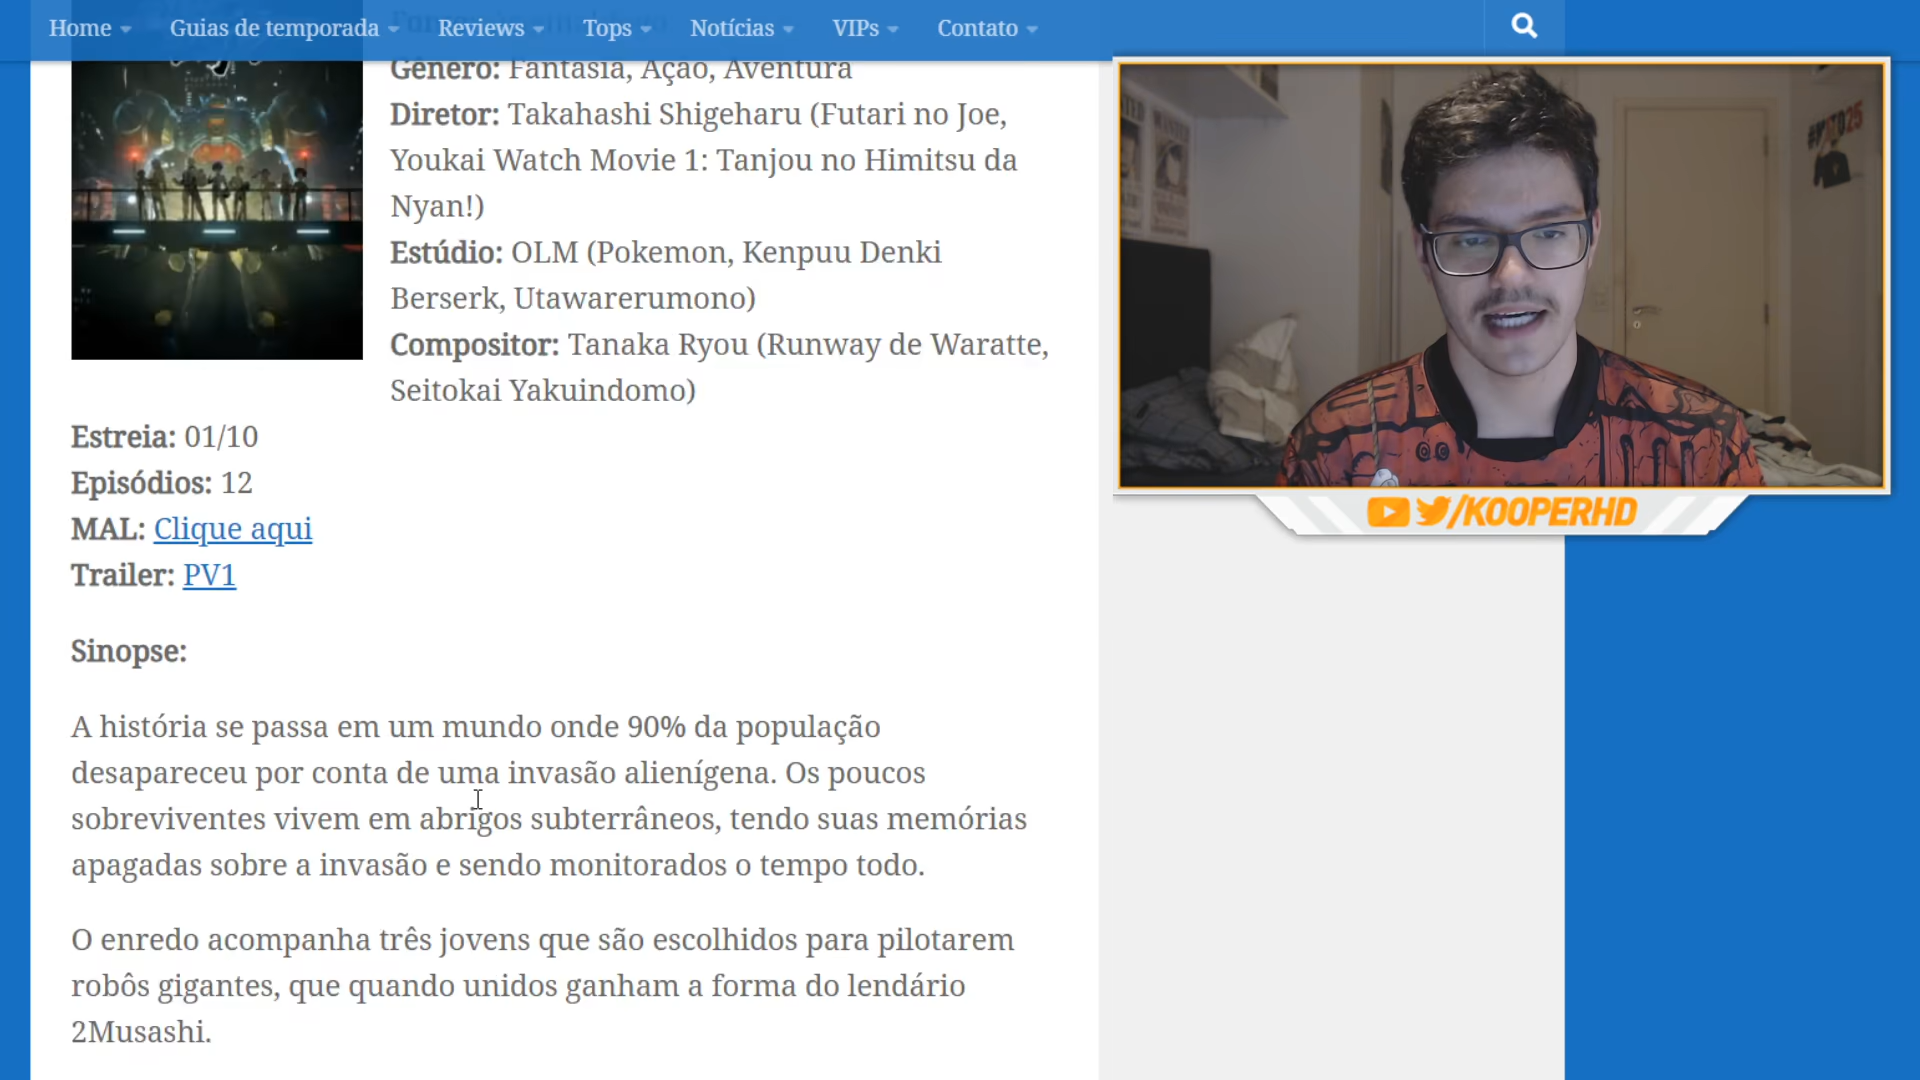 Home
Guias de temporada
Reviews
Tops
Notícias
VIPs
Contato
Gênero: Fantasia, Ação, Aventura
Diretor: Takahashi Shigeharu (Futari no Joe,
Youkai Watch Movie 1: Tanjou no Himitsu da
Nyan!)
Estúdio: OLM (Pokemon, Kenpuu Denki
Berserk, Utawarerumono)
Compositor: Tanaka Ryou (Runway de Waratte,
Seitokai Yakuindomo)
Estreia: 01/10
Episódios: 12
MAL: Clique aqui
Trailer: PV1
Sinopse:
A história se passa em um mundo onde 90% da população
desapareceu por conta de uma invasão alienígena. Os poucos
sobreviventes vivem em abrigos subterrâneos, tendo suas memórias
apagadas sobre a invasão e sendo monitorados o tempo todo.
O enredo acompanha três jovens que são escolhidos para pilotarem
robôs gigantes, que quando unidos ganham a forma do lendário
2Musashi.
WANTED
/KOOPERHD